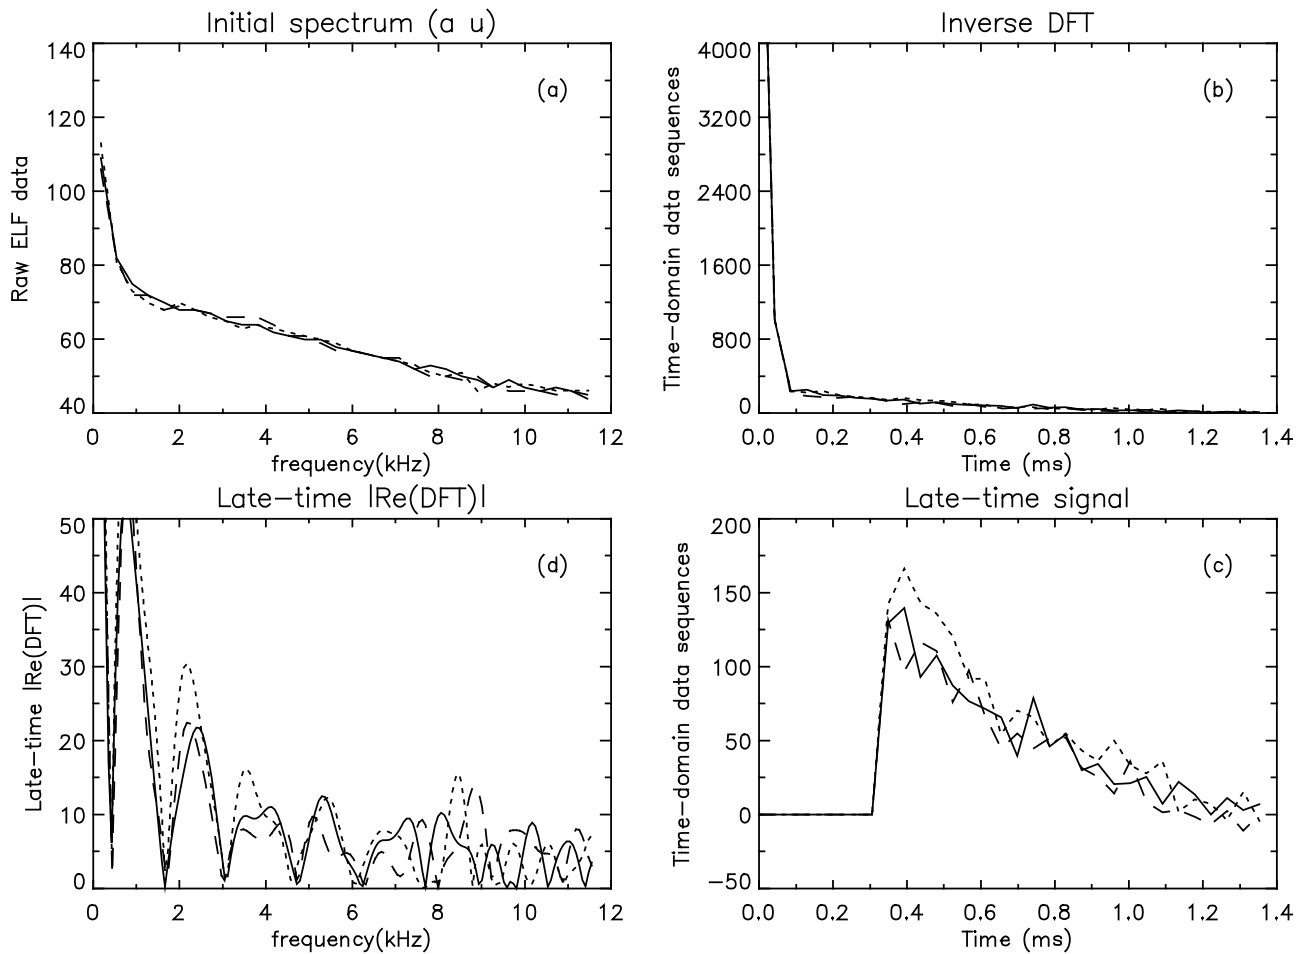 Initial spectrum (a u)
Raw ELF data
140
120
100
80
60
40
(a)
0 2 4 6 8 10 12
frequency(kHz)
Inverse DFT
Time-domain data sequences
4000
3200
2400
1600
800
0
(b)
0.0 0.2 0.4 0.6 0.8 1.0 1.2 1.4
Time (ms)
Late-time |Re(DFT)|
Late-time |Re(DFT)|
50
40
30
20
10
0
(d)
0 2 4 6 8 10 12
frequency(kHz)
Late-time signal
Time-domain data sequences
200
150
100
50
0
-50
(c)
0.0 0.2 0.4 0.6 0.8 1.0 1.2 1.4
Time (ms)